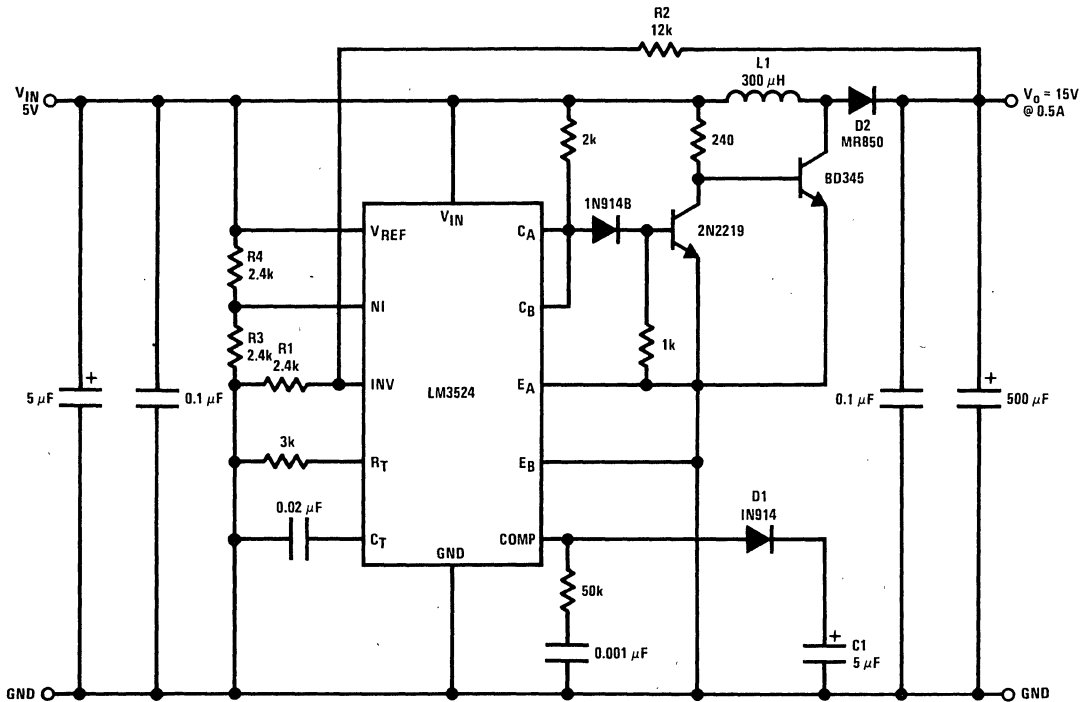 R2
12k
L1
300 μH
V_IN
5V
V_o = 15V
@ 0.5A
D2
MR850
2k
240
BD345
1N914B
2N2219
V_IN
V_REF
C_A
R4
2.4k
NI
C_B
R3
2.4k
R1
2.4k
1k
INV
LM3524
E_A
5 μF
+
0.1 μF
0.1 μF
+
500 μF
3k
R_T
E_B
0.02 μF
D1
IN914
C_T
GND
COMP
50k
0.001 μF
+
C1
5 μF
GND
GND